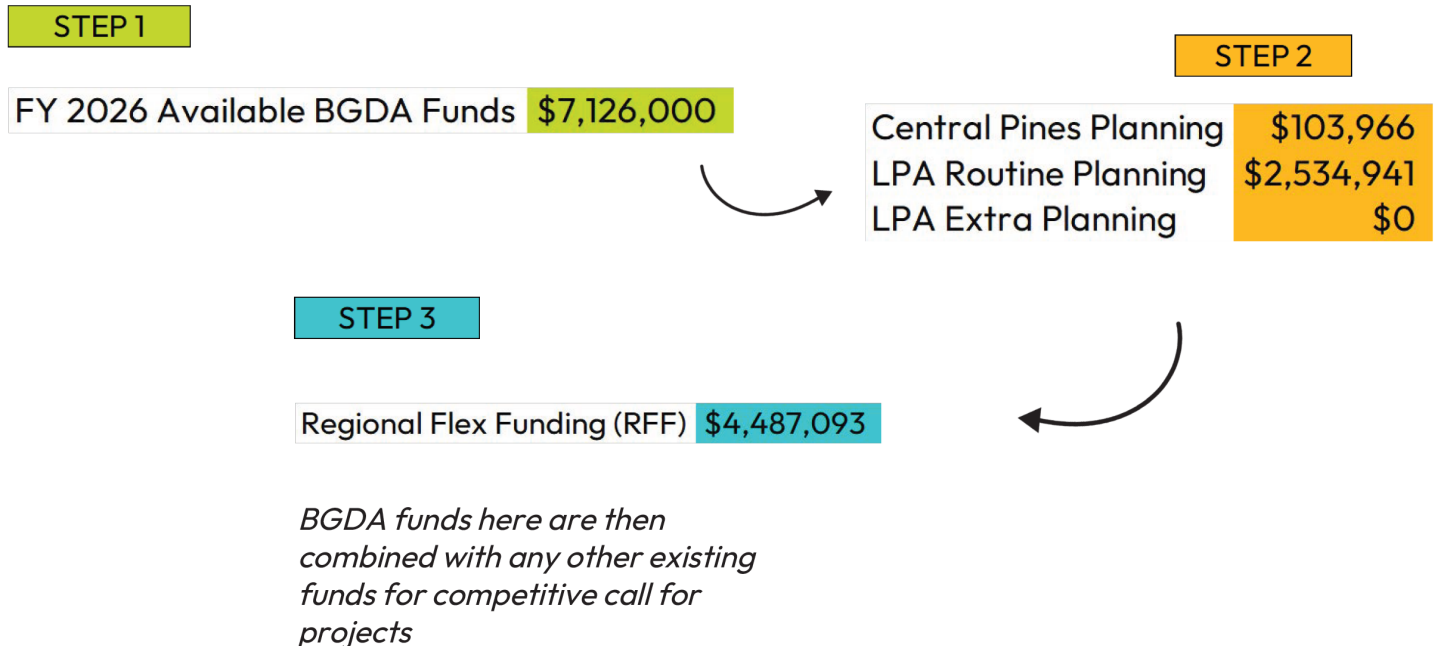 STEP 1
FY 2026 Available BGDA Funds $7,126,000
STEP 2
Central Pines Planning $103,966
LPA Routine Planning $2,534,941
LPA Extra Planning $0
STEP 3
Regional Flex Funding (RFF) $4,487,093
BGDA funds here are then
combined with any other existing
funds for competitive call for
projects